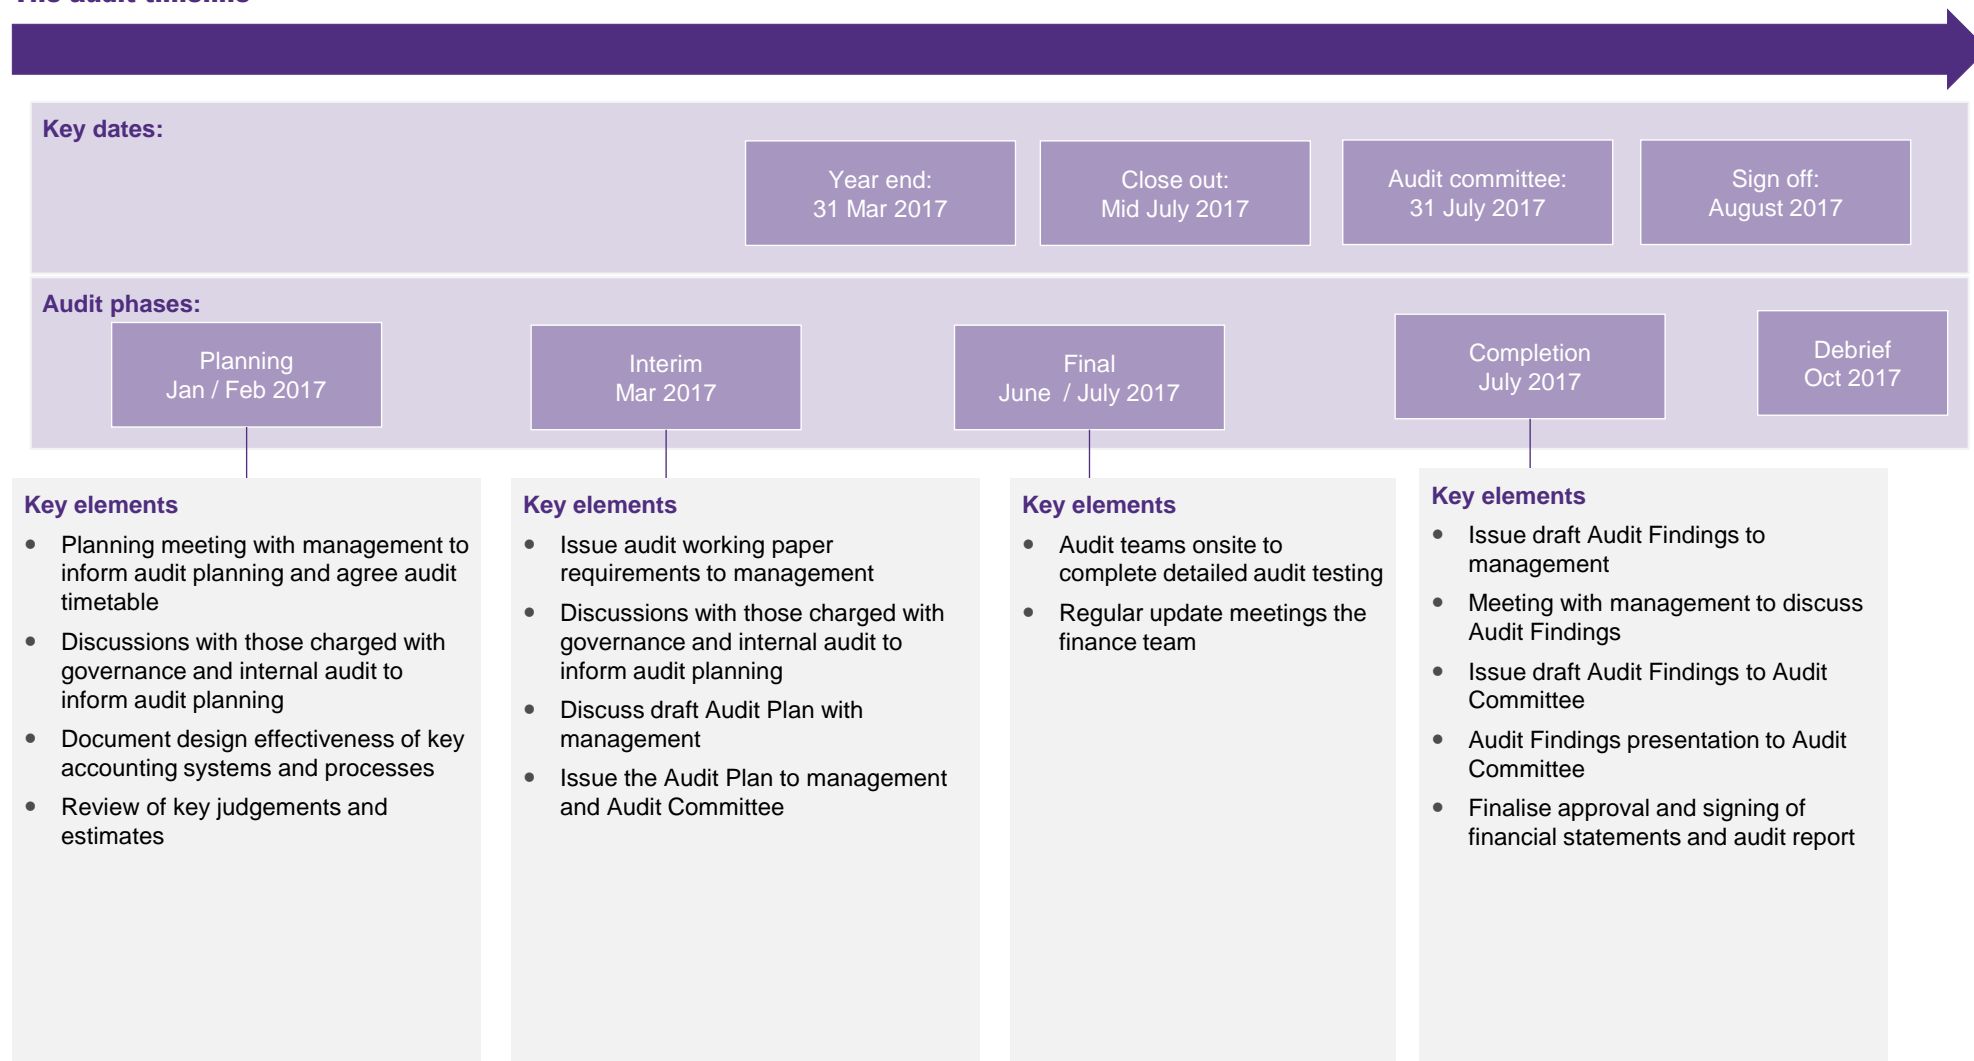 The audit timeline
Key dates:
Year end:
31 Mar 2017
Close out:
Mid July 2017
Audit committee:
31 July 2017
Sign off:
August 2017
Audit phases:
Planning
Jan / Feb 2017
Interim
Mar 2017
Final
June / July 2017
Completion
July 2017
Debrief
Oct 2017
Key elements
• Planning meeting with management to
inform audit planning and agree audit
timetable
• Discussions with those charged with
governance and internal audit to
inform audit planning
• Document design effectiveness of key
accounting systems and processes
• Review of key judgements and
estimates
Key elements
• Issue audit working paper
requirements to management
• Discussions with those charged with
governance and internal audit to
inform audit planning
• Discuss draft Audit Plan with
management
• Issue the Audit Plan to management
and Audit Committee
Key elements
• Audit teams onsite to
complete detailed audit testing
• Regular update meetings the
finance team
Key elements
• Issue draft Audit Findings to
management
• Meeting with management to discuss
Audit Findings
• Issue draft Audit Findings to Audit
Committee
• Audit Findings presentation to Audit
Committee
• Finalise approval and signing of
financial statements and audit report